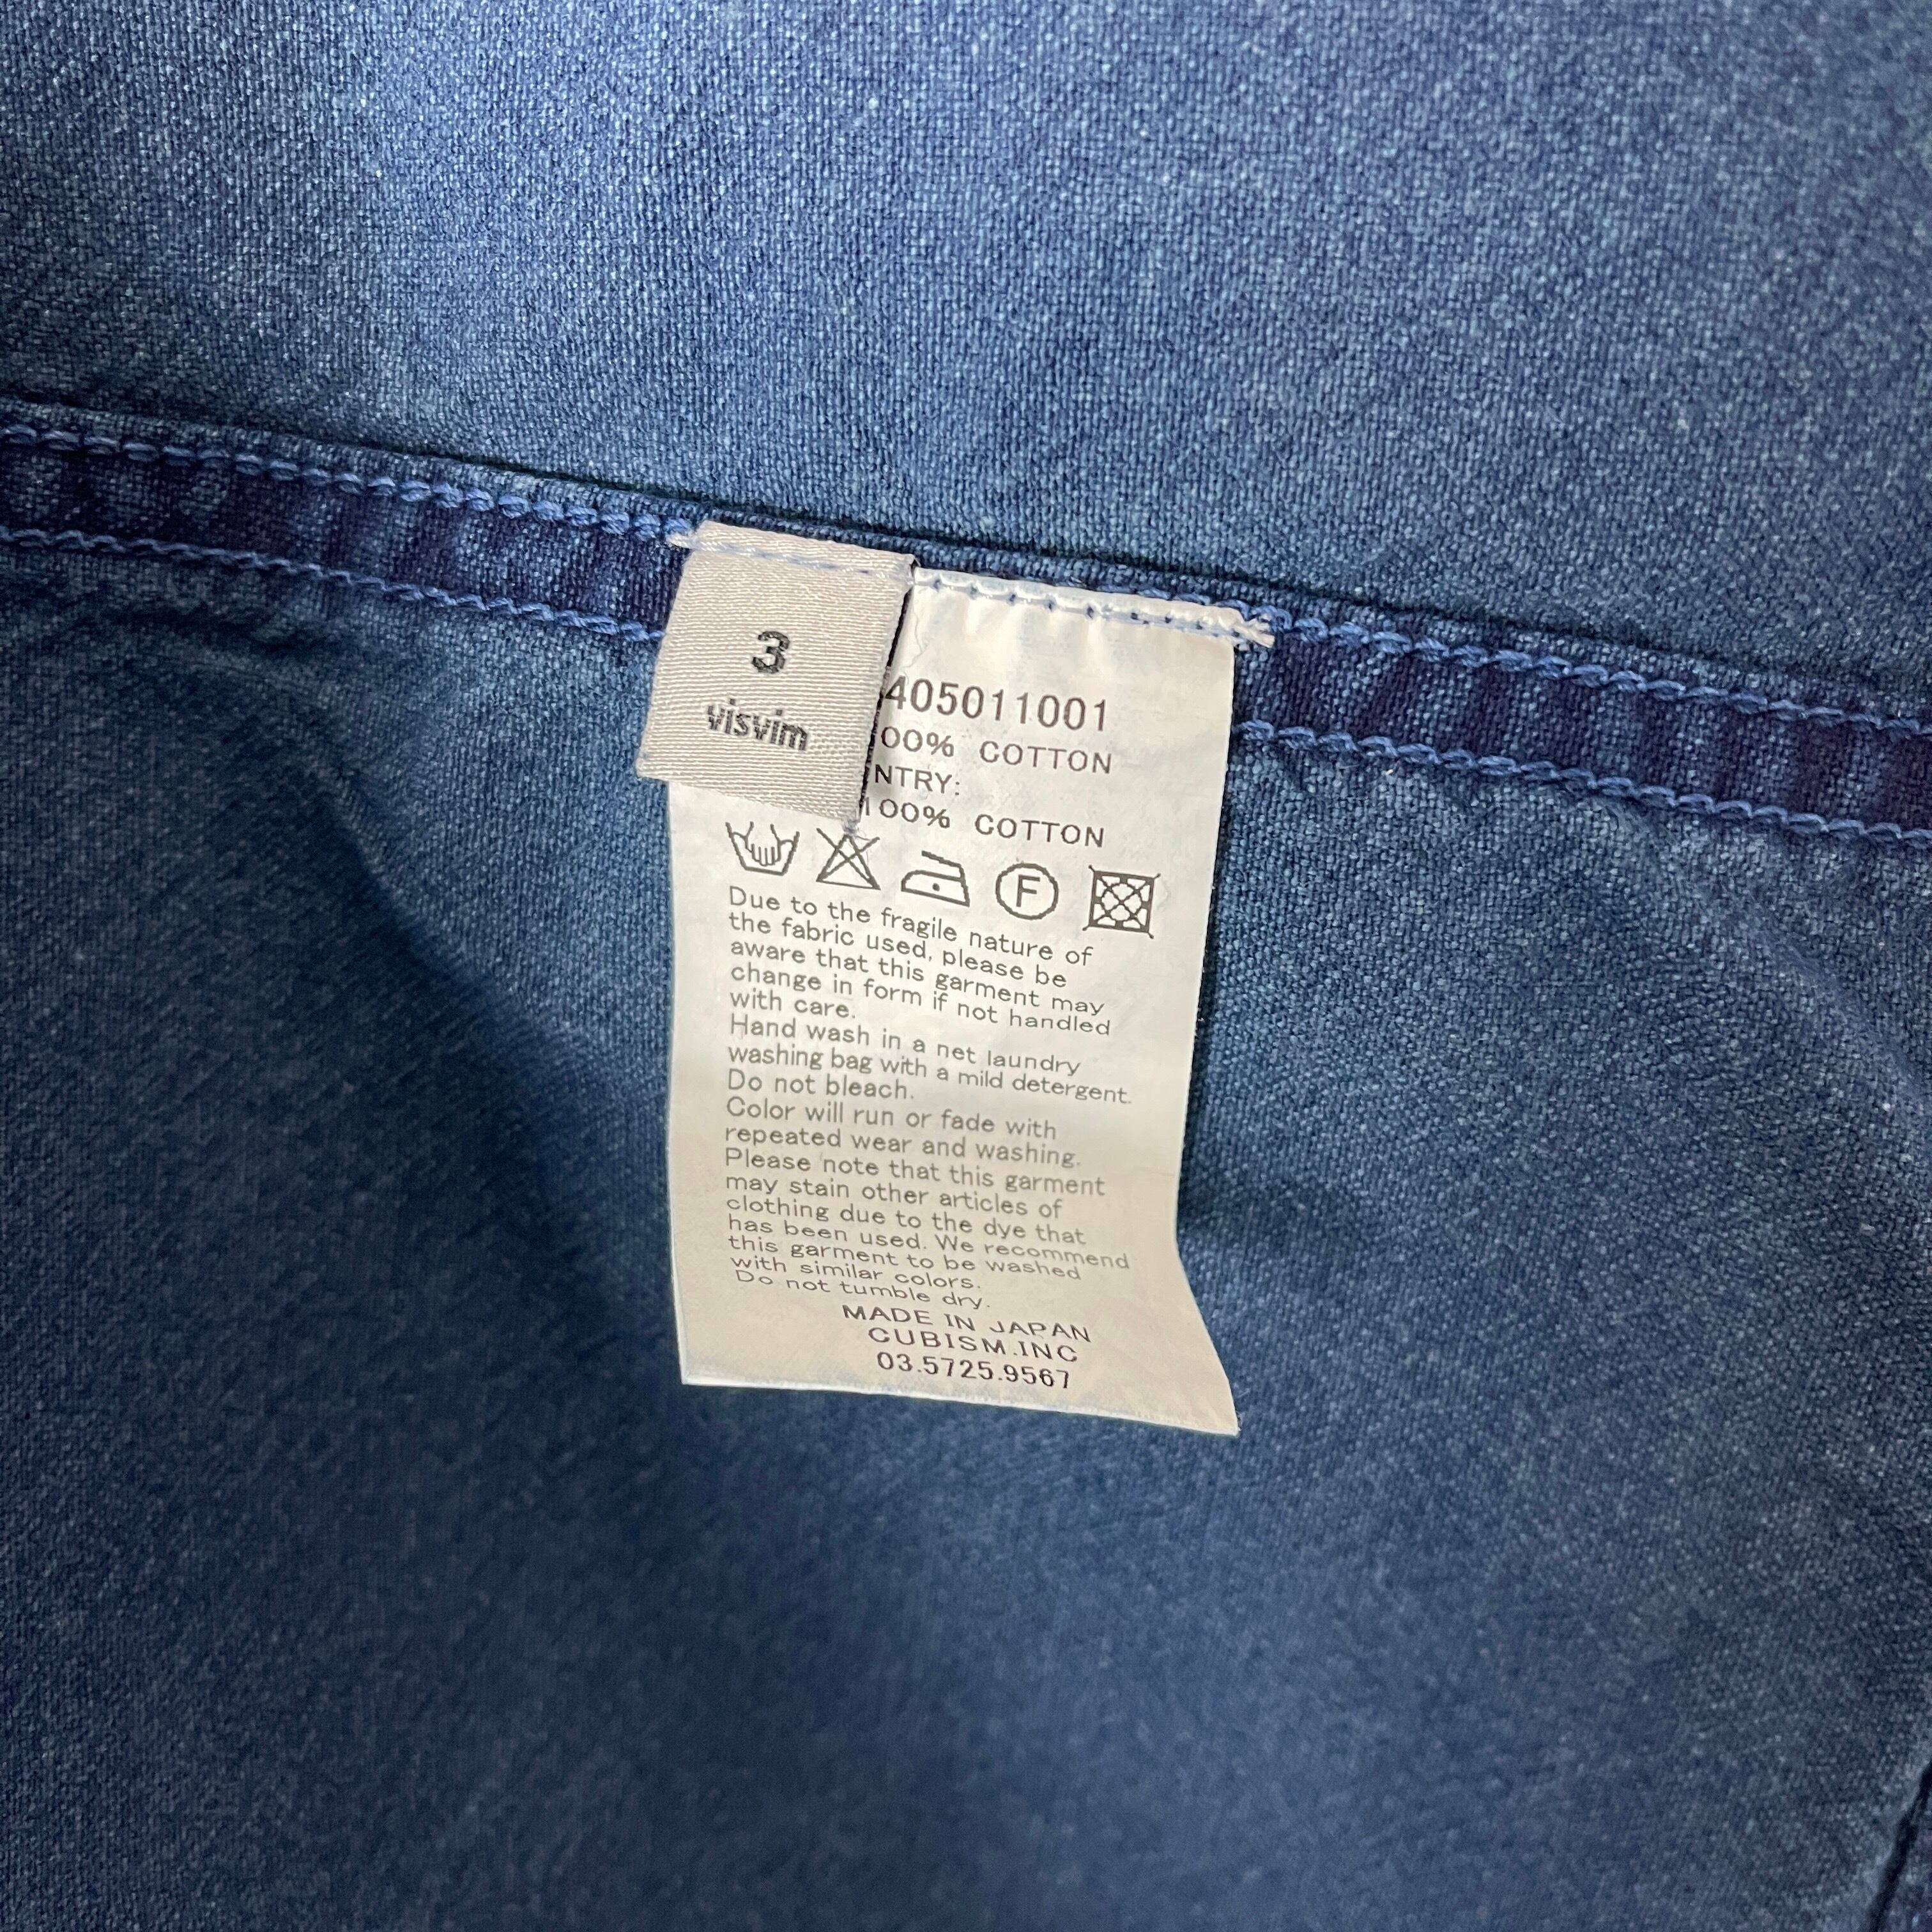 3
visvim
405011001
00% COTTON
NTRY:
100% COTTON
F
Due to the fragile nature of
the fabric used, please be
aware that this garment may
change in form if not handled
with care.
Hand wash in a net laundry
washing bag with a mild detergent.
Do not bleach.
Color will run or fade with
repeated wear and washing.
Please note that this garment
may stain other articles of
clothing due to the dye that
has been used. We recommend
this garment to be washed
with similar colors.
Do not tumble dry.
MADE IN JAPAN
CUBISM.INC
03.5725.9567